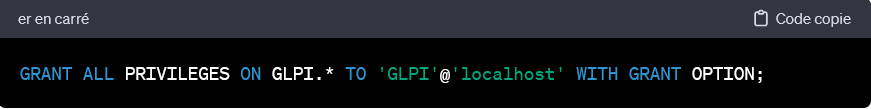 er en carré
Code copie
GRANT ALL PRIVILEGES ON GLPI.* TO 'GLPI'@'localhost' WITH GRANT OPTION;